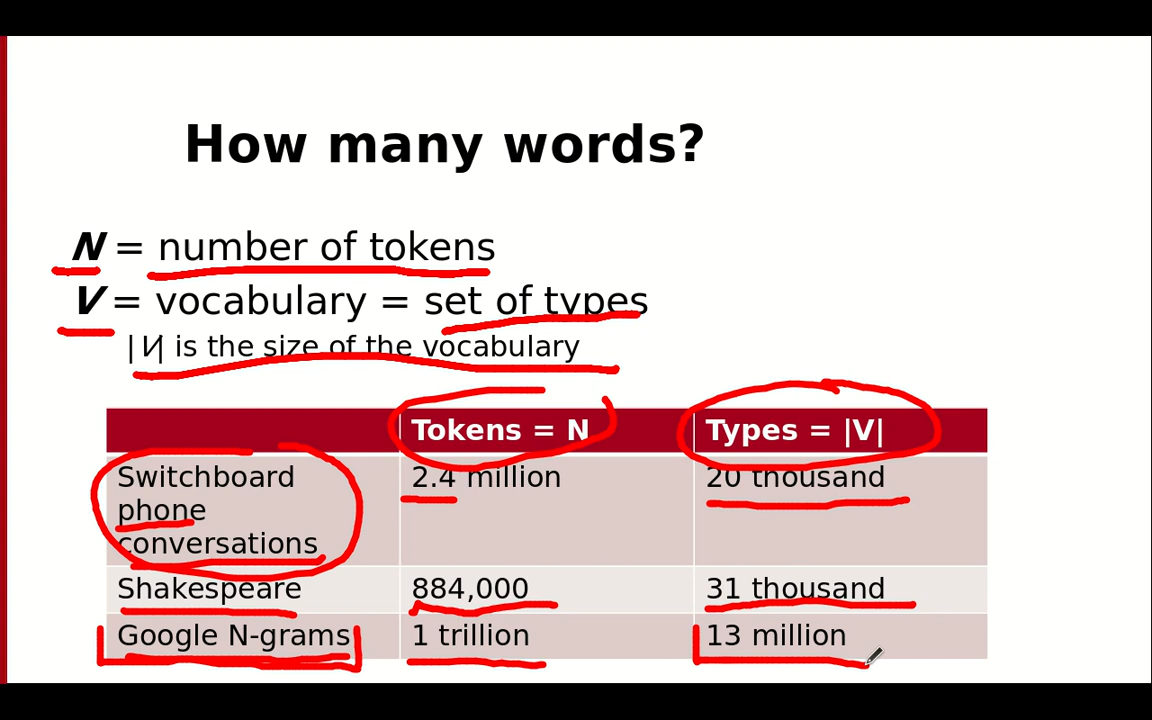 How many words?
N = number of tokens
V = vocabulary = set of types
|V| is the size of the vocabulary
Tokens = N Types = |V|
Switchboard phone conversations 2.4 million 20 thousand
Shakespeare 884,000 31 thousand
Google N-grams 1 trillion 13 million